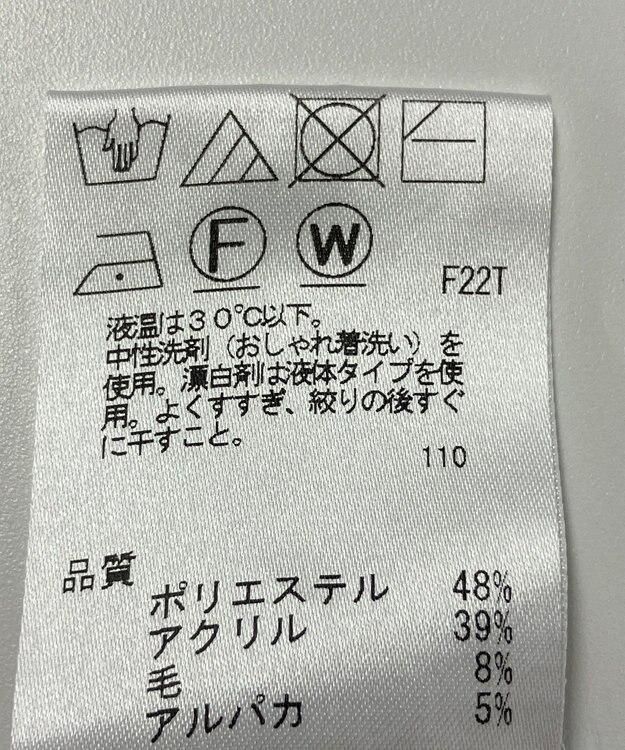 F W
F22T
液温は30℃以下。
中性洗剤（おしゃれ着洗い）を
使用。漂白剤は液体タイプを使
用。よくすすぎ、絞りの後すぐ
に干すこと。
110
品質
ポリエステル 48%
アクリル 39%
毛 8%
アルパカ 5%